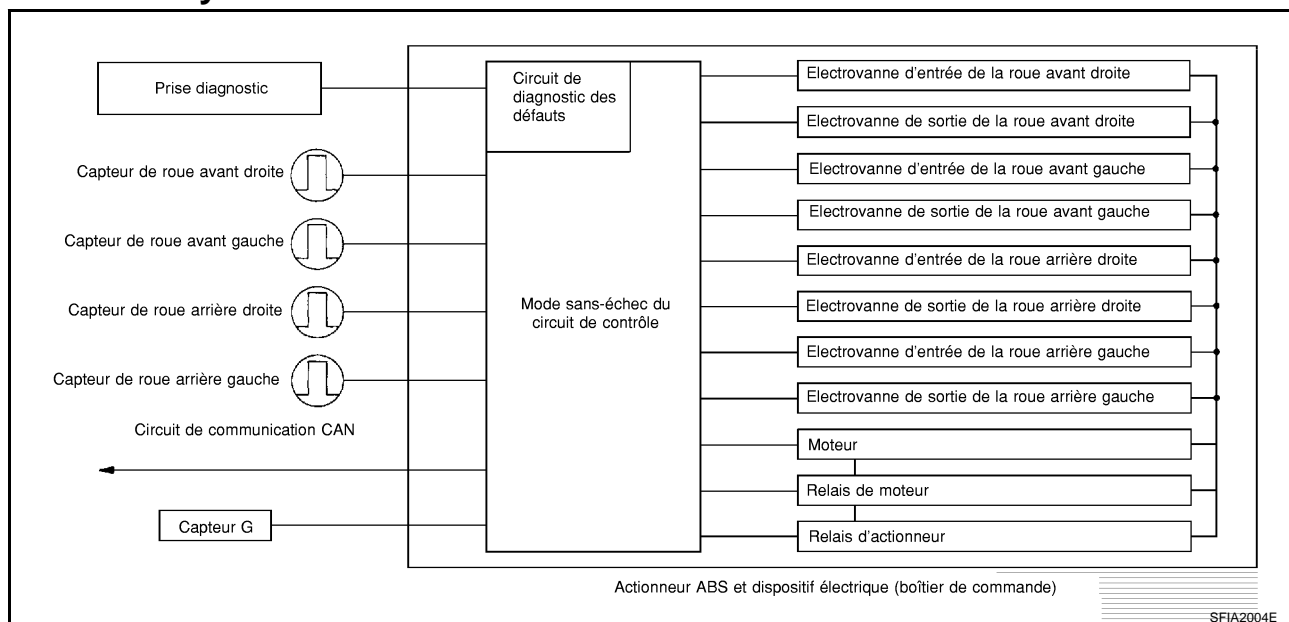 Prise diagnostic
Capteur de roue avant droite
Capteur de roue avant gauche
Capteur de roue arrière droite
Capteur de roue arrière gauche
Circuit de communication CAN
Capteur G
Circuit de
diagnostic des
défauts
Mode sans-échec du
circuit de contrôle
Electrovanne d'entrée de la roue avant droite
Electrovanne de sortie de la roue avant droite
Electrovanne d'entrée de la roue avant gauche
Electrovanne de sortie de la roue avant gauche
Electrovanne d'entrée de la roue arrière droite
Electrovanne de sortie de la roue arrière droite
Electrovanne d'entrée de la roue arrière gauche
Electrovanne de sortie de la roue arrière gauche
Moteur
Relais de moteur
Relais d'actionneur
Actionneur ABS et dispositif électrique (boîtier de commande)
SFIA2004E